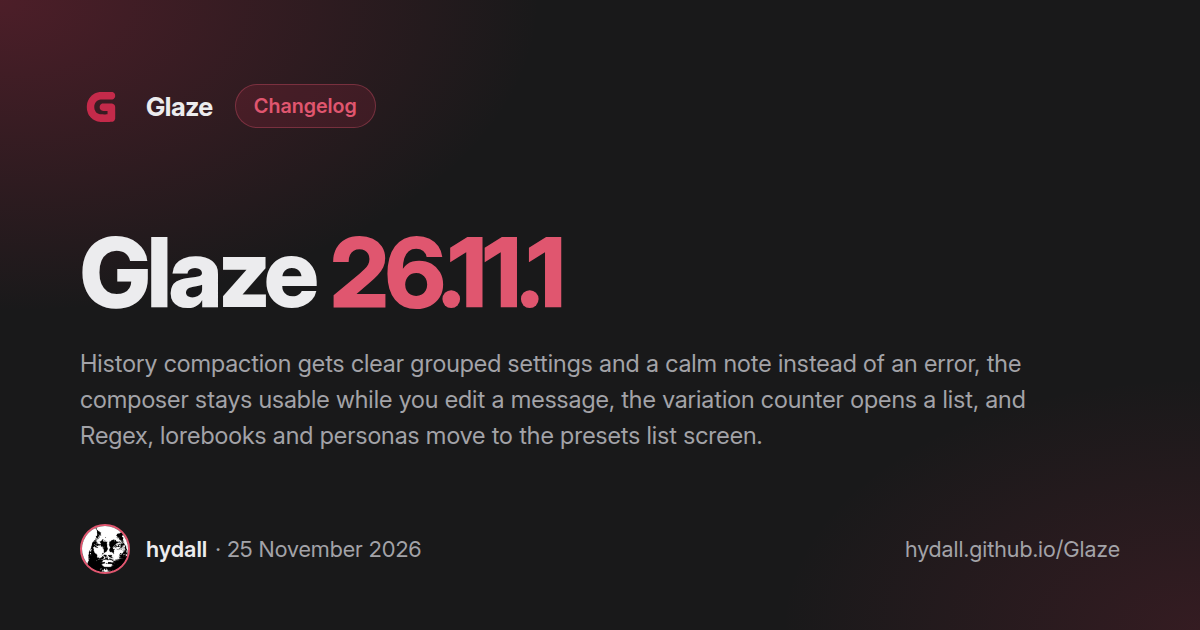 G Glaze Changelog
Glaze 26.11.1
History compaction gets clear grouped settings and a calm note instead of an error, the
composer stays usable while you edit a message, the variation counter opens a list, and
Regex, lorebooks and personas move to the presets list screen.
hydall · 25 November 2026 hydall.github.io/Glaze